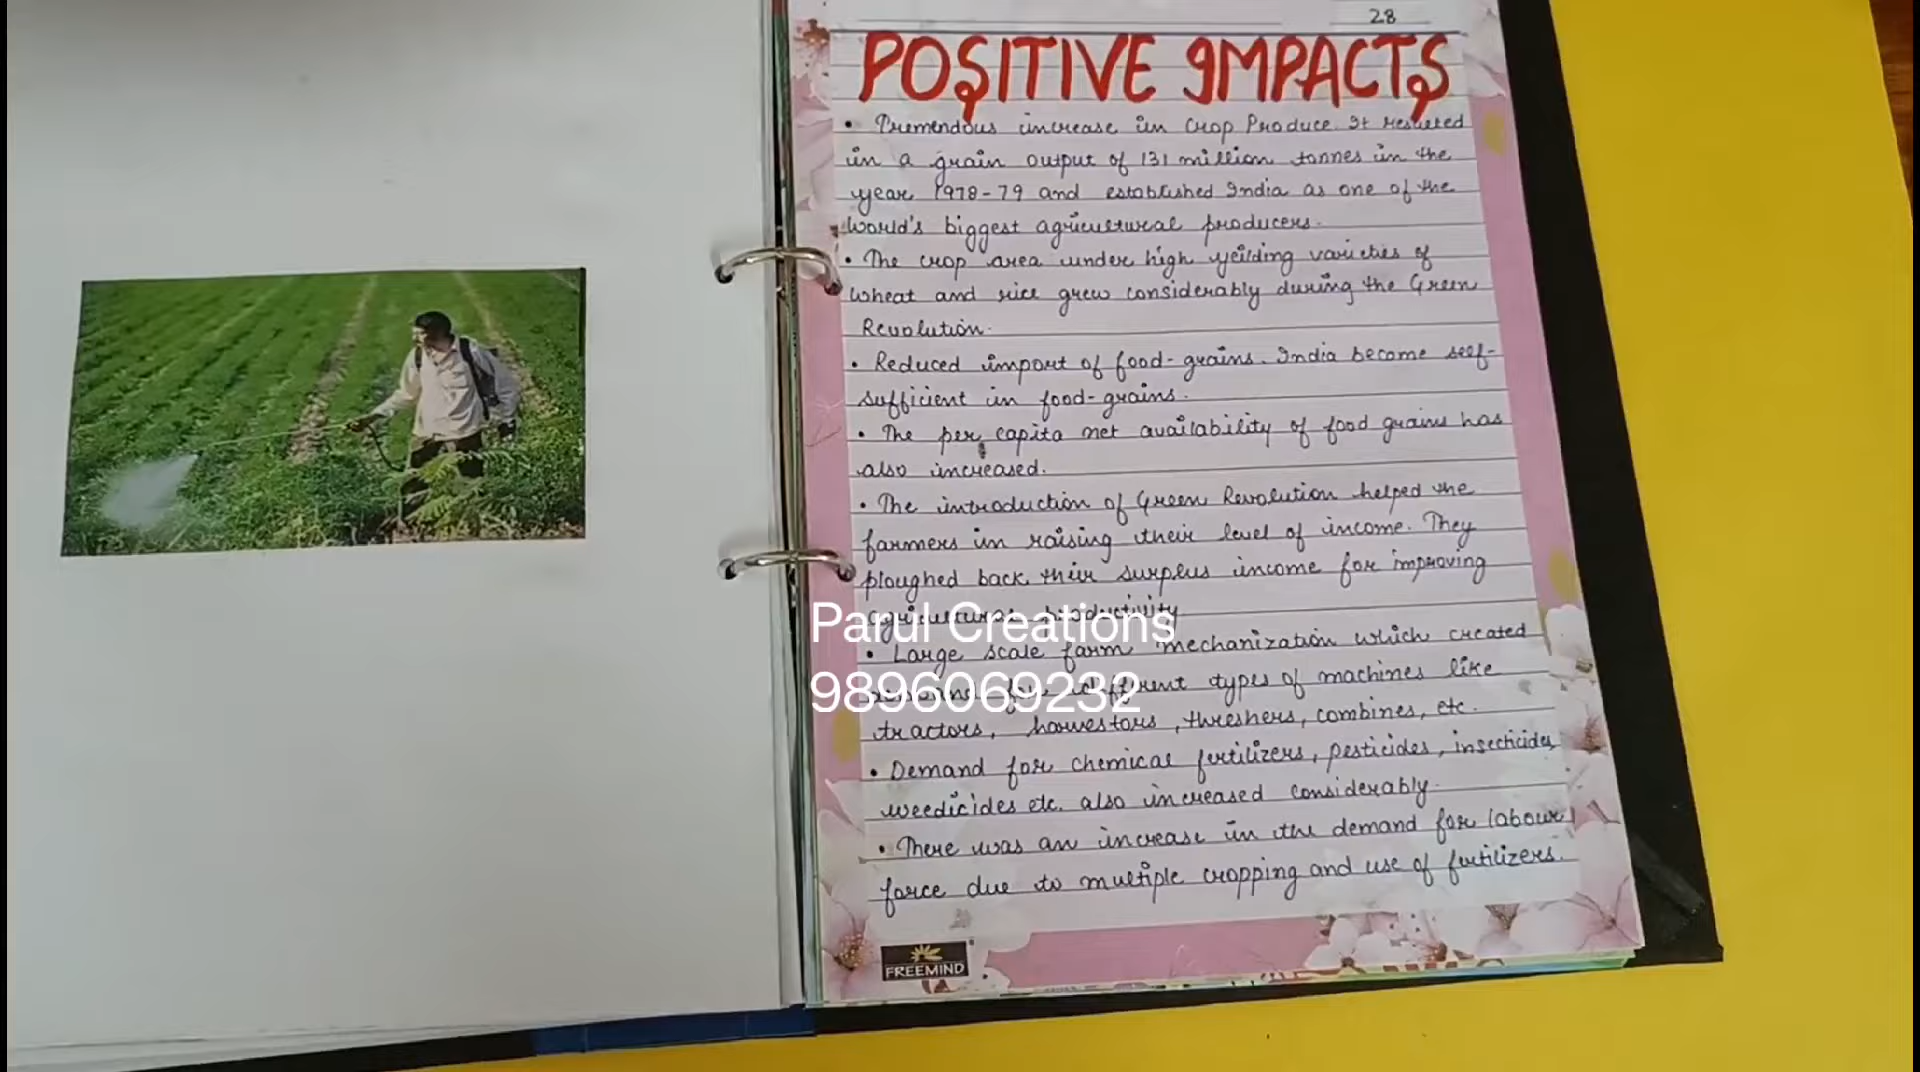 28
POSITIVE IMPACTS
• Tremendous increase in Crop Produce. It resulted
in a grain output of 131 million tonnes in the
year 1978-79 and established India as one of the
world's biggest agricultural producers.
• The crop area under high yeilding varieties of
wheat and rice grew considerably during the Green
Revolution.
• Reduced import of food-grains. India become self-
sufficient in food-grains.
• The per, capita net availability of food grains has
also increased.
• The introduction of Green Revolution helped the
farmers in raising their level of income. They
ploughed back their surplus income for improving
agricultural productivity
Parul Creations
• Large scale farm mechanization which created
demand for different types of machines like
9896069232
tractors, harvestors, threshers, combines, etc.
• Demand for chemical fertilizers, pesticides, insecticides,
weedicides etc. also increased considerably.
• There was an increase in the demand for labour
force due to multiple cropping and use of fertilizers.
FREEMIND